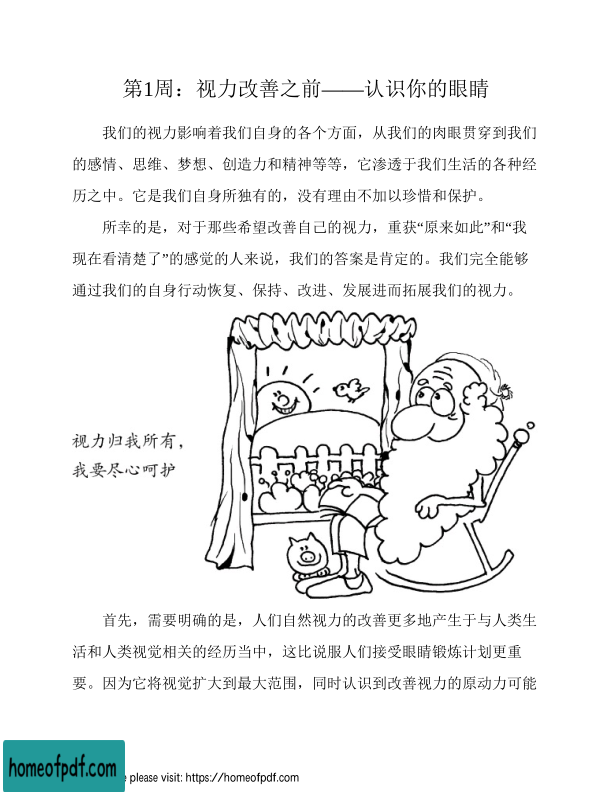 第1周：视力改善之前——认识你的眼睛
我们的视力影响着我们自身的各个方面，从我们的肉眼贯穿到我们
的感情、思维、梦想、创造力和精神等等，它渗透于我们生活的各种经
历之中。它是我们自身所独有的，没有理由不加以珍惜和保护。
所幸的是，对于那些希望改善自己的视力，重获“原来如此”和“我
现在看清楚了”的感觉的人来说，我们的答案是肯定的。我们完全能够
通过我们的自身行动恢复、保持、改进、发展进而拓展我们的视力。
视力归我所有，
我要尽心呵护
首先，需要明确的是，人们自然视力的改善更多地产生于与人类生
活和人类视觉相关的经历当中，这比说服人们接受眼睛锻炼计划更重
要。因为它将视觉扩大到最大范围，同时认识到改善视力的原动力可能
homeofpdf.com
please visit: https://homeofpdf.com